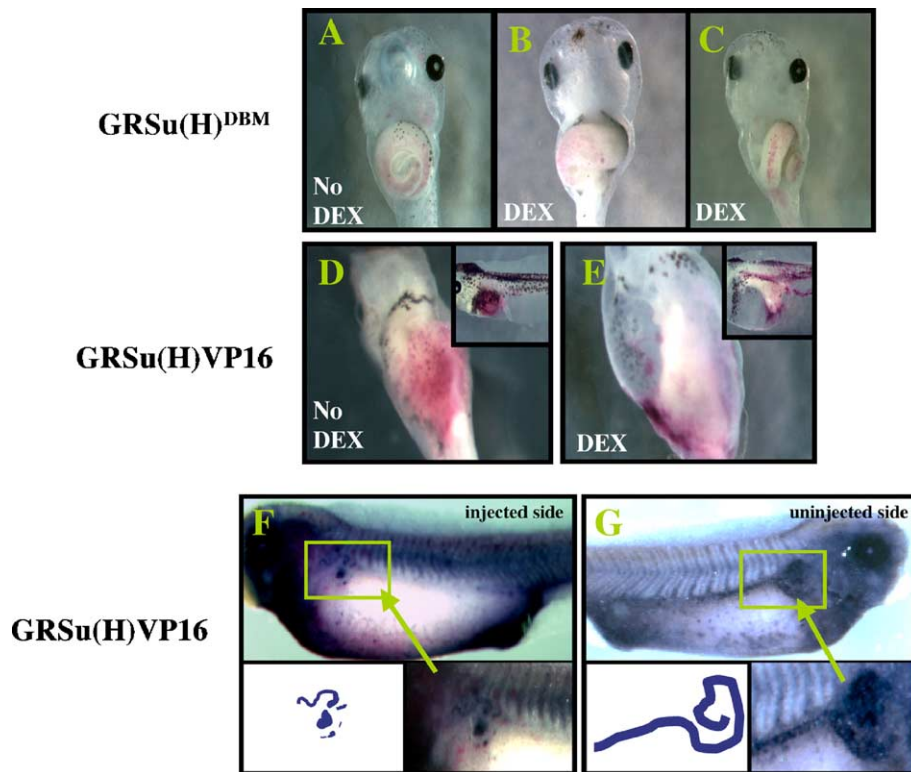 A
B
C
GRSu(H)DBM
No
DEX
DEX
DEX
D
E
GRSu(H)VP16
No
DEX
DEX
F
injected side
G
uninjected side
GRSu(H)VP16